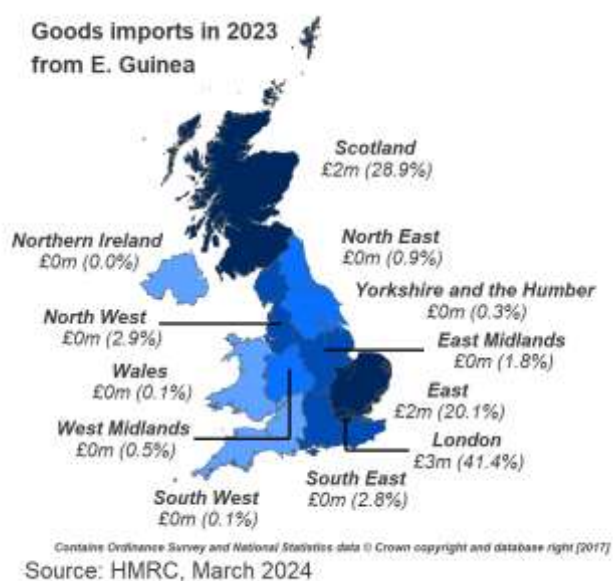 Goods imports in 2023
from E. Guinea
Scotland
£2m (28.9%)
Northern Ireland
£0m (0.0%)
North East
£0m (0.9%)
Yorkshire and the Humber
£0m (0.3%)
North West
£0m (2.9%)
East Midlands
£0m (1.8%)
Wales
£0m (0.1%)
East
£2m (20.1%)
West Midlands
£0m (0.5%)
London
£3m (41.4%)
South East
£0m (2.8%)
South West
£0m (0.1%)
Contains Ordinance Survey and National Statistics data © Crown copyright and database right [2017]
Source: HMRC, March 2024